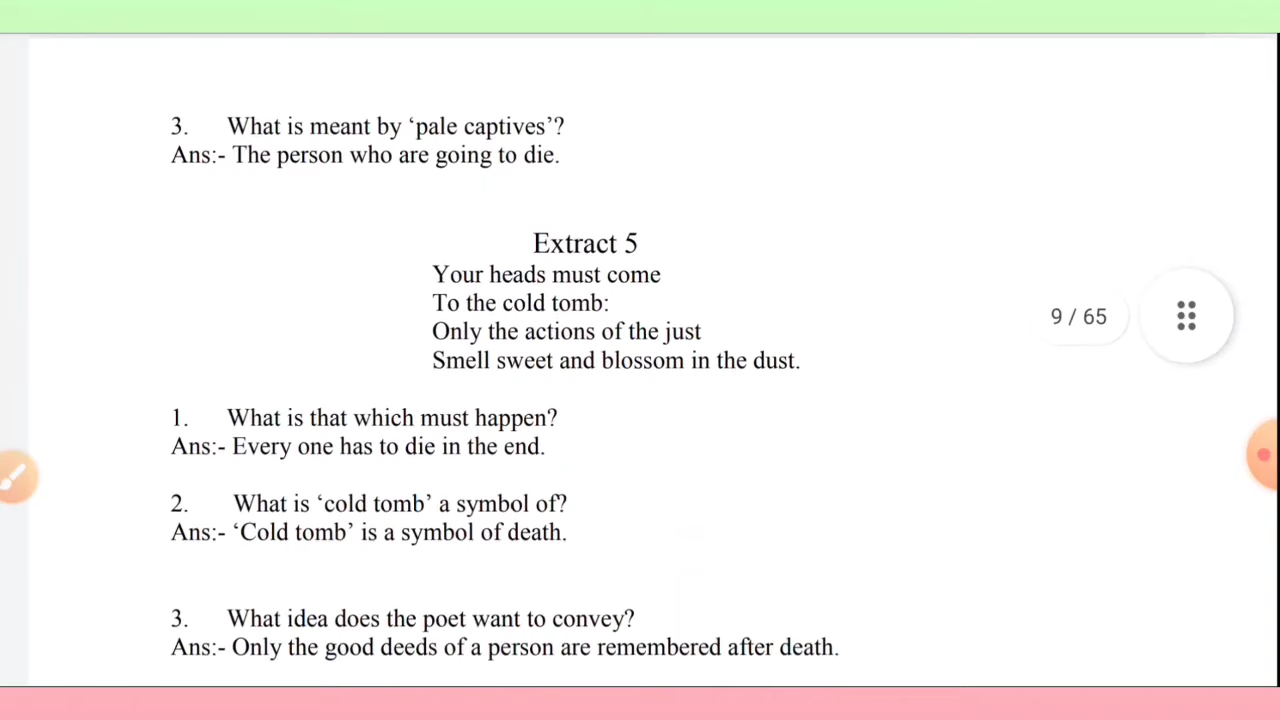 3. What is meant by ‘pale captives’?
Ans:- The person who are going to die.
Extract 5
Your heads must come
To the cold tomb:
Only the actions of the just
Smell sweet and blossom in the dust.
9 / 65
1. What is that which must happen?
Ans:- Every one has to die in the end.
2. What is ‘cold tomb’ a symbol of?
Ans:- ‘Cold tomb’ is a symbol of death.
3. What idea does the poet want to convey?
Ans:- Only the good deeds of a person are remembered after death.